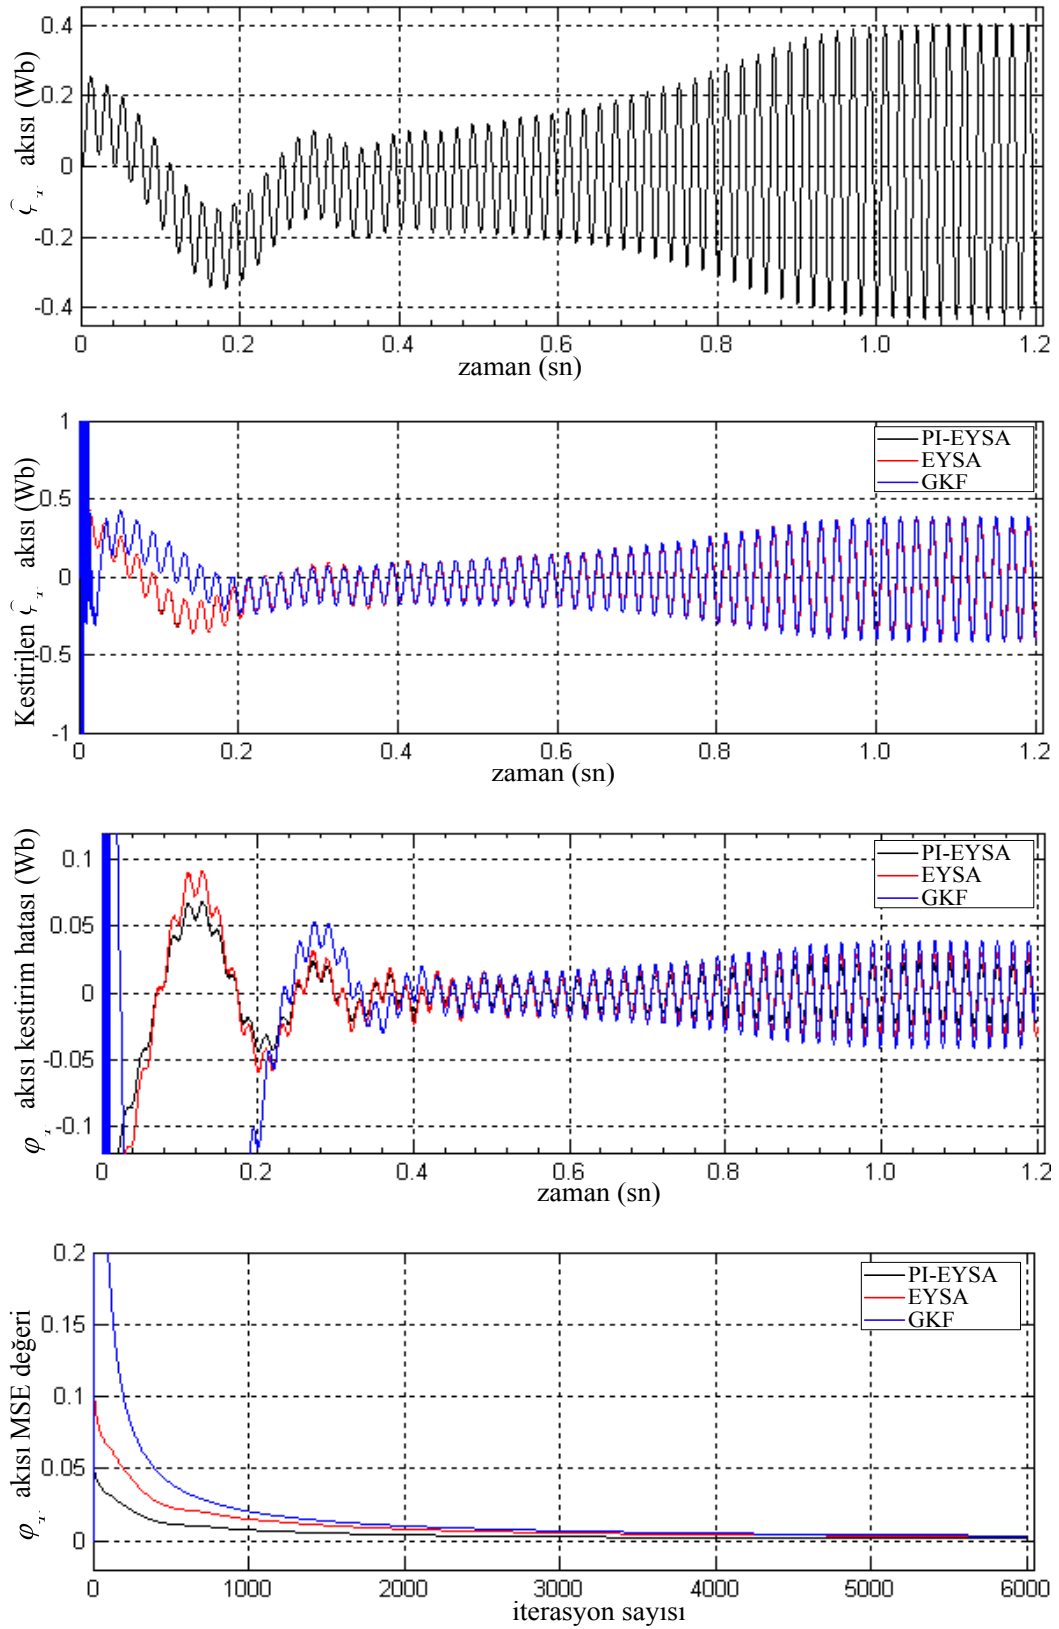 akısı (Wb)
0.4
0.2
0
-0.2
-0.4
0 0.2 0.4 0.6 0.8 1.0 1.2
zaman (sn)
Kestirilen akısı (Wb)
1
0.5
0
-0.5
-1
PI-EYSA
EYSA
GKF
0 0.2 0.4 0.6 0.8 1.0 1.2
zaman (sn)
φ akısı kestirim hatası (Wb)
0.1
0.05
0
-0.05
-0.1
PI-EYSA
EYSA
GKF
0 0.2 0.4 0.6 0.8 1.0 1.2
zaman (sn)
φ akısı MSE değeri
0.2
0.15
0.1
0.05
0
PI-EYSA
EYSA
GKF
0 1000 2000 3000 4000 5000 6000
iterasyon sayısı